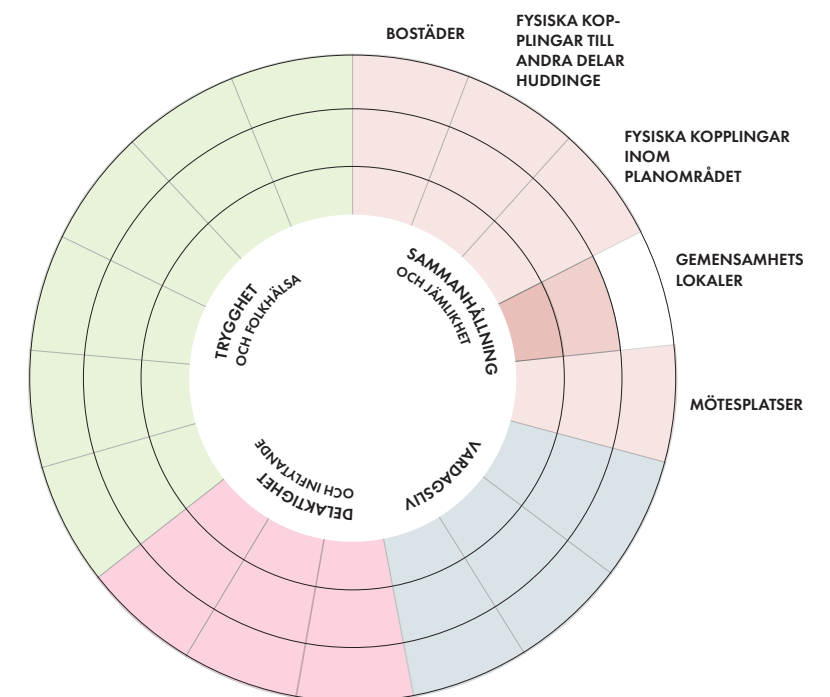 BOSTÄDER
FYSISKA KOP-
PLINGAR TILL
ANDRA DELAR
HUDDINGE
FYSISKA KOPPLINGAR
INOM
PLANOMRÅDET
GEMENSAMHETS
LOKALER
MÖTESPLATSER
SAMMANHÅLLNING
OCH JÄMLIKHET
TRYGGHET
OCH FOLKHÄLSA
VARDAGSLIV
DELAKTIGHET
OCH INFLYTANDE